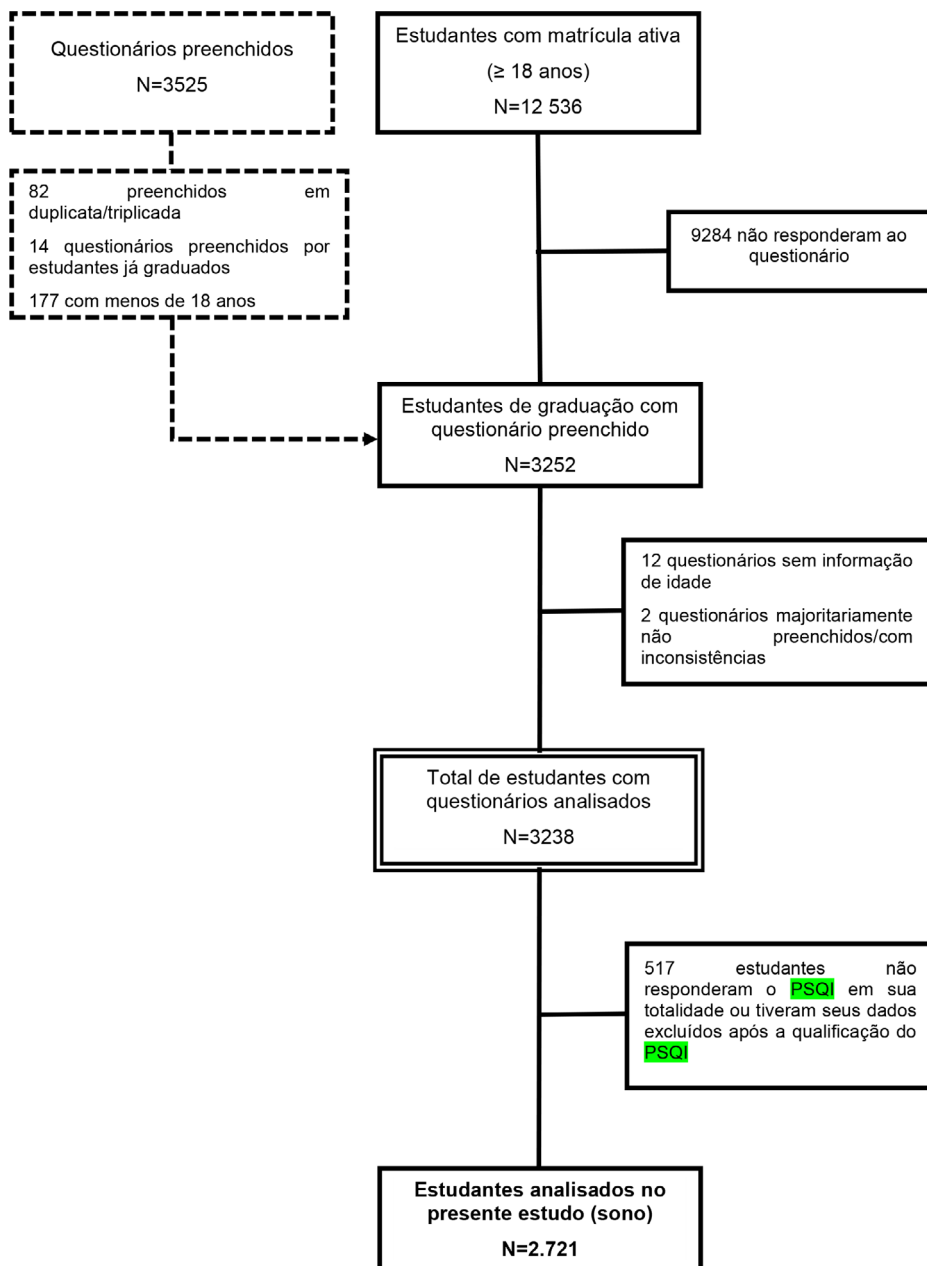 Questionários preenchidos
N=3525
Estudantes com matrícula ativa
(≥ 18 anos)
N=12 536
82 preenchidos em
duplicata/triplicada
14 questionários preenchidos por
estudantes já graduados
177 com menos de 18 anos
9284 não responderam ao
questionário
Estudantes de graduação com
questionário preenchido
N=3252
12 questionários sem informação
de idade
2 questionários majoritariamente
não preenchidos/com
inconsistências
Total de estudantes com
questionários analisados
N=3238
517 estudantes não
responderam o PSQI em sua
totalidade ou tiveram seus dados
excluídos após a qualificação do
PSQI
Estudantes analisados no
presente estudo (sono)
N=2.721